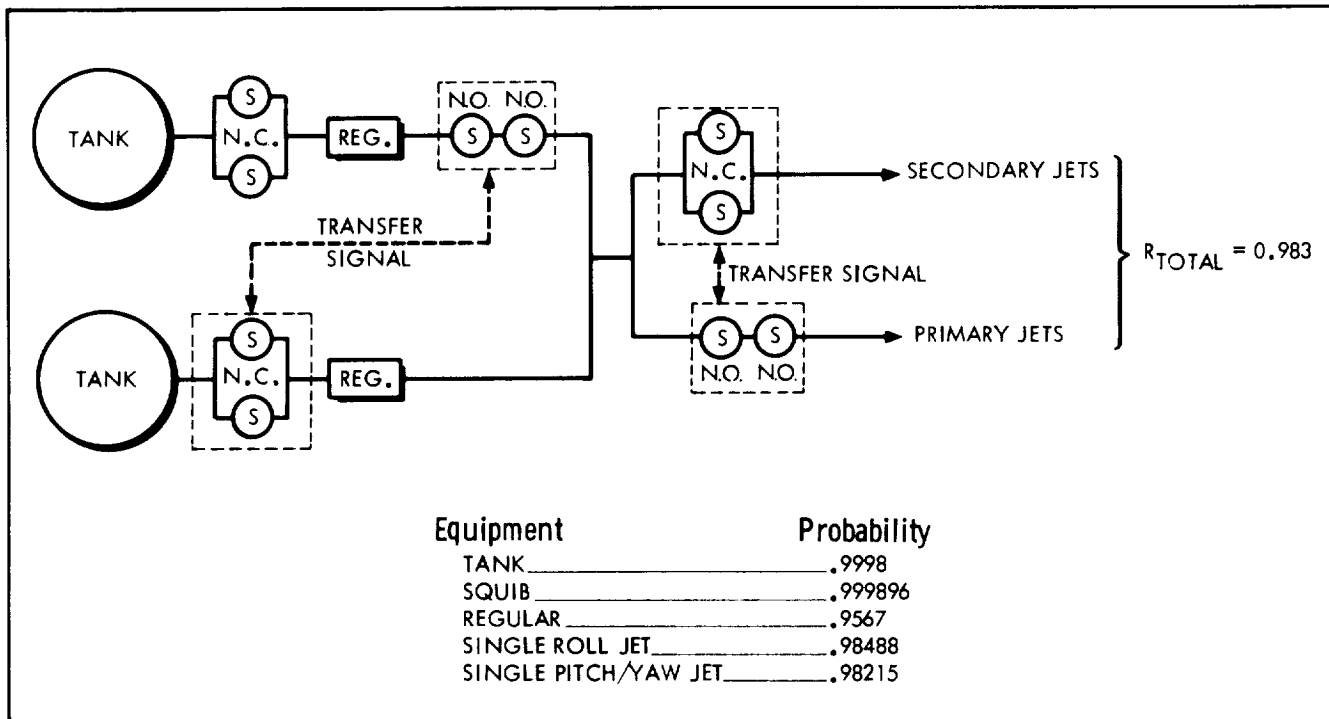 S
TANK
N.C.
REG.
N.O. N.O.
S S
S
TRANSFER
SIGNAL
S
TANK
N.C.
REG.
S
S
N.C.
SECONDARY JETS
S
TRANSFER SIGNAL
R TOTAL = 0.983
S S
PRIMARY JETS
N.O. N.O.
Equipment Probability
TANK .9998
SQUIB .999896
REGULAR .9567
SINGLE ROLL JET .98488
SINGLE PITCH/YAW JET .98215